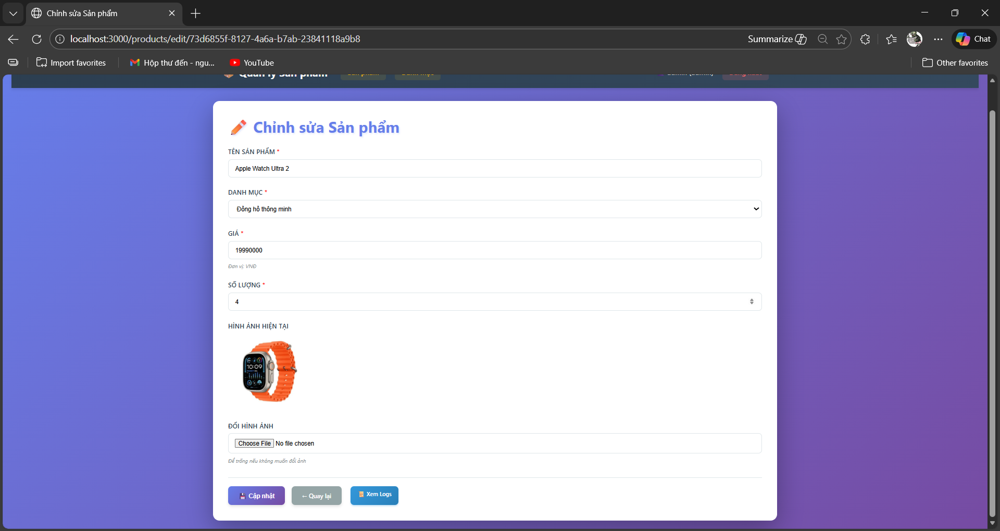 Chỉnh sửa Sản phẩm
localhost:3000/products/edit/73d6855f-8127-4a6a-b7ab-23841118a9b8
Summarize
Chat
Import favorites
Hộp thư đến - ngu...
YouTube
Other favorites
Quản lý Sản phẩm
Chỉnh sửa Sản phẩm
TÊN SẢN PHẨM *
Apple Watch Ultra 2
DANH MỤC *
Đồng hồ thông minh
GIÁ *
19990000
Đơn vị: VNĐ
SỐ LƯỢNG *
4
HÌNH ẢNH HIỆN TẠI
10:09
ĐỔI HÌNH ẢNH
Choose File No file chosen
Để trống nếu không muốn đổi ảnh
Cập nhật
← Quay lại
Xem Logs